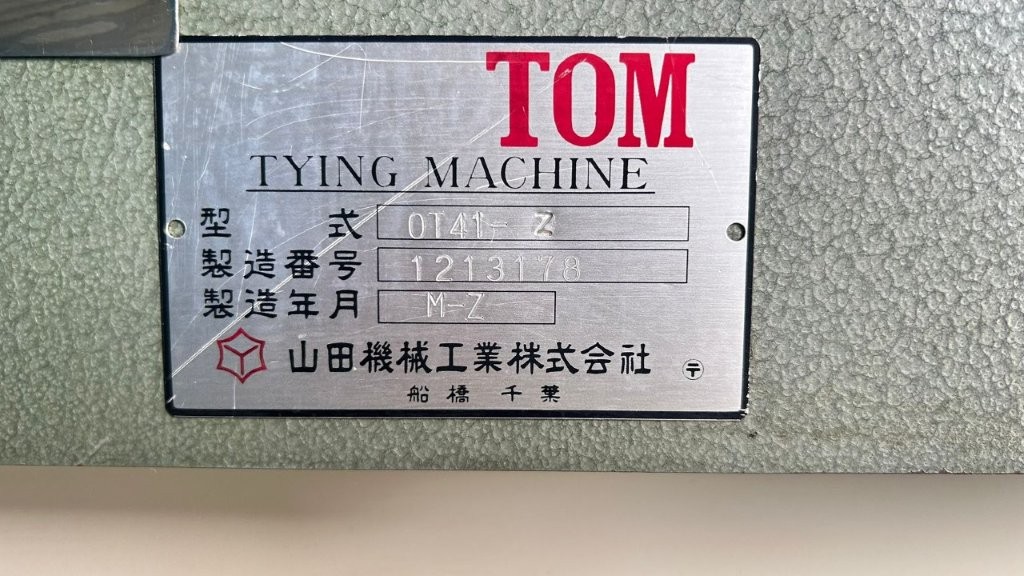 TOM
TYING MACHINE
型 式 OT41-Z
製造番号 1213178
製造年月 M-Z
山田機械工業株式会社 〒
船橋 千葉